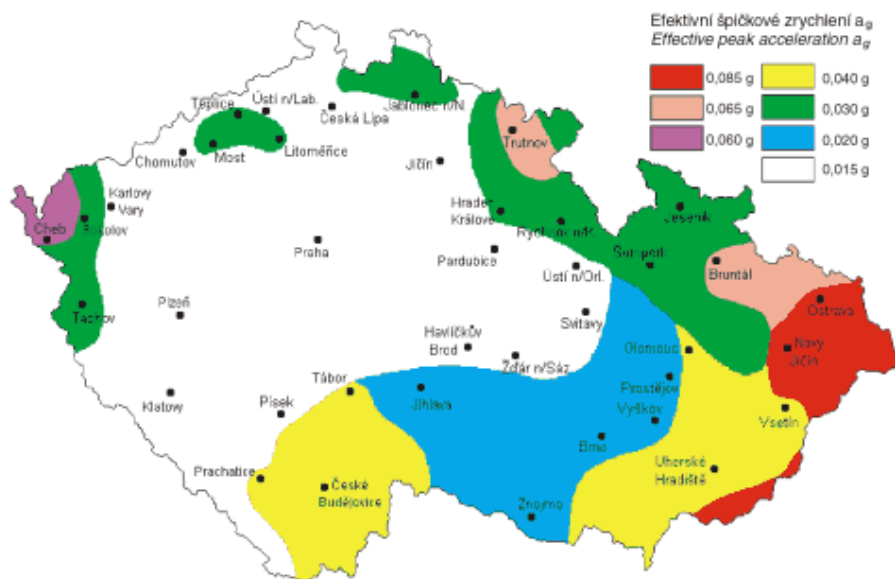 Efektivní špičkové zrychlení a g
Effective peak acceleration a g
0,085 g
0,040 g
0,065 g
0,030 g
0,060 g
0,020 g
0,015 g
Jablonec n/N
Teplice
Ústí n/Lab.
Česká Lípa
Trutnov
Litoměřice
Most
Chomutov
Jičín
Karlovy
Vary
Hradec
Králové
Jeseník
Cheb
Sokolov
Praha
Pardubice
Šumperk
Ústí n/Orl.
Bruntál
Tachov
Plzeň
Ostrava
Svitavy
Havlíčkův
Brod
Olomouc
Nový
Jičín
Žďár n/Sáz
Tábor
Jihlava
Prostějov
Klatovy
Písek
Vyškov
Vsetín
Brno
Prachatice
Uherské
Hradiště
České
Budějovice
Znojmo